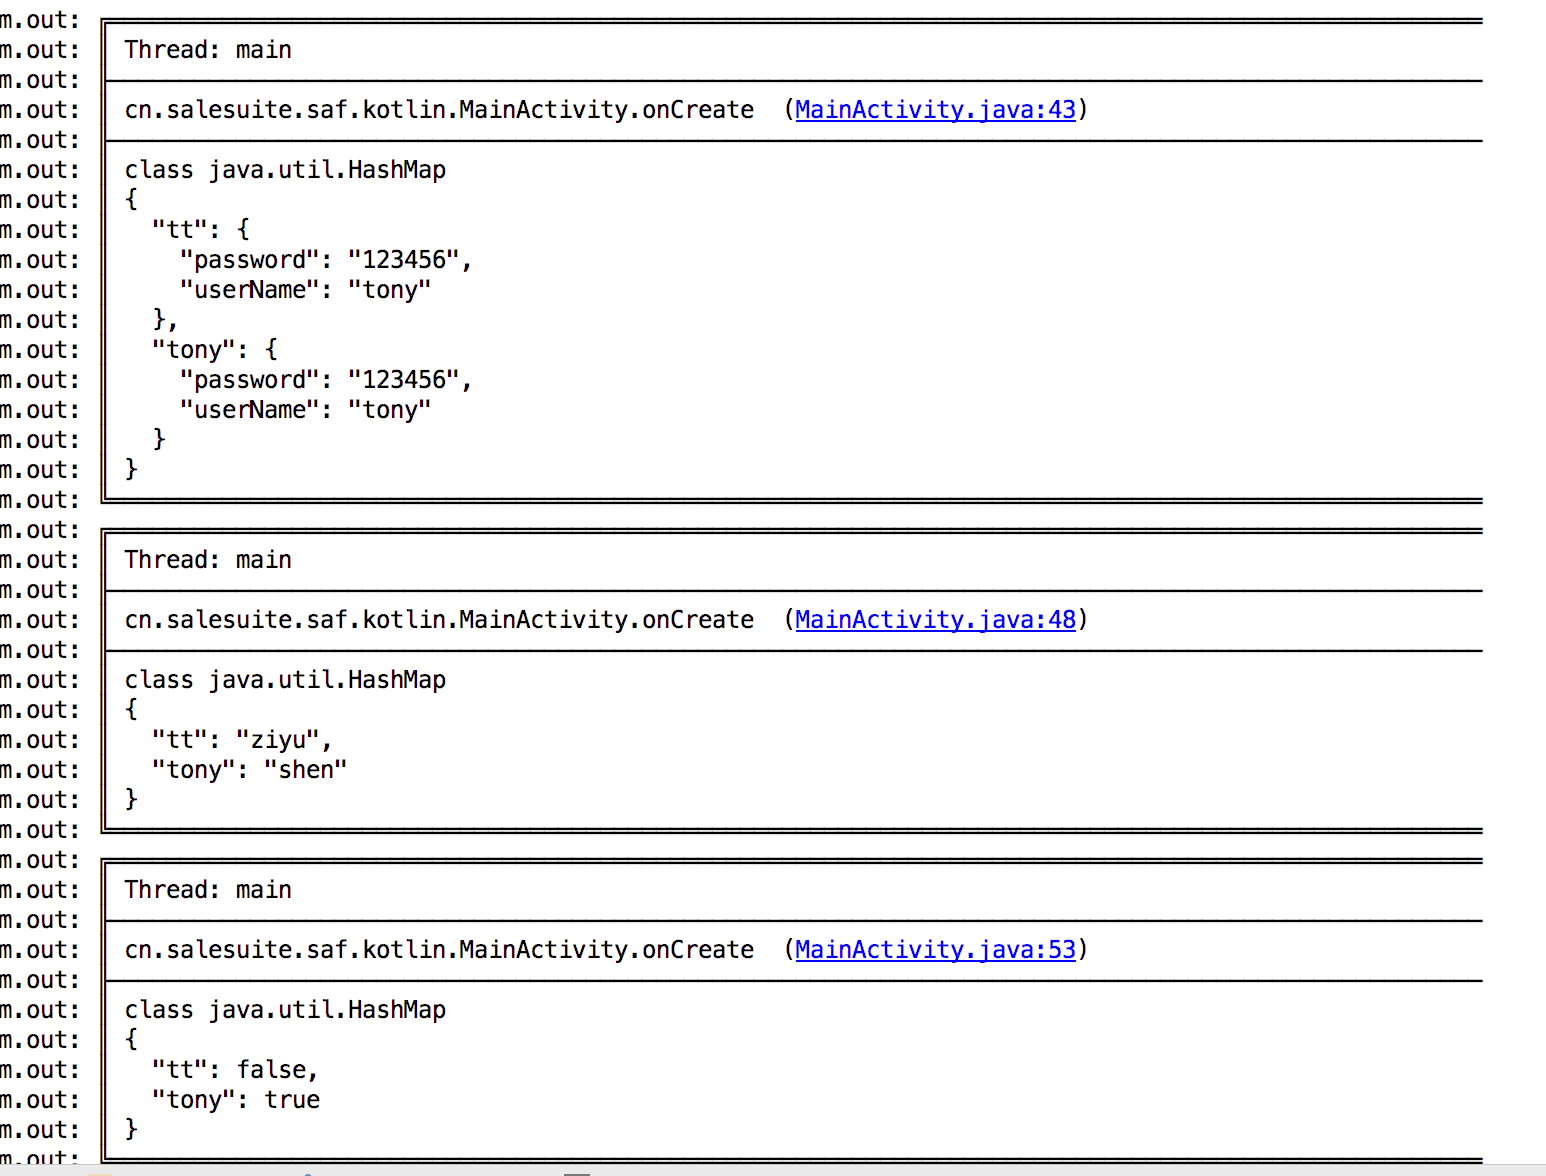 m.out: ╔══════════════════════════════
m.out: ║ Thread: main
m.out: ╟──────────────────────────────
m.out: ║ cn.salesuite.saf.kotlin.MainActivity.onCreate  (MainActivity.java:43)
m.out: ╟──────────────────────────────
m.out: ║ class java.util.HashMap
m.out: ║ {
m.out: ║   "tt": {
m.out: ║     "password": "123456",
m.out: ║     "userName": "tony"
m.out: ║   },
m.out: ║   "tony": {
m.out: ║     "password": "123456",
m.out: ║     "userName": "tony"
m.out: ║   }
m.out: ║ }
m.out: ╚══════════════════════════════
m.out: ╔══════════════════════════════
m.out: ║ Thread: main
m.out: ╟──────────────────────────────
m.out: ║ cn.salesuite.saf.kotlin.MainActivity.onCreate  (MainActivity.java:48)
m.out: ╟──────────────────────────────
m.out: ║ class java.util.HashMap
m.out: ║ {
m.out: ║   "tt": "ziyu",
m.out: ║   "tony": "shen"
m.out: ║ }
m.out: ╚══════════════════════════════
m.out: ╔══════════════════════════════
m.out: ║ Thread: main
m.out: ╟──────────────────────────────
m.out: ║ cn.salesuite.saf.kotlin.MainActivity.onCreate  (MainActivity.java:53)
m.out: ╟──────────────────────────────
m.out: ║ class java.util.HashMap
m.out: ║ {
m.out: ║   "tt": false,
m.out: ║   "tony": true
m.out: ║ }
m.out: ╚══════════════════════════════